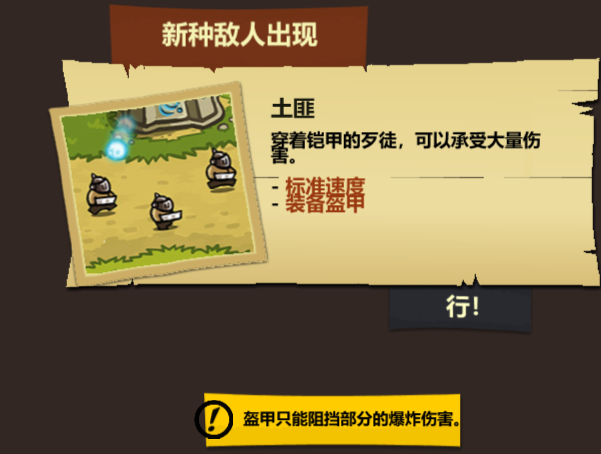 新种敌人出现
土匪
穿着铠甲的歹徒，可以承受大量伤
害。
- 标准速度
- 装备盔甲
行!
盔甲只能阻挡部分的爆炸伤害。